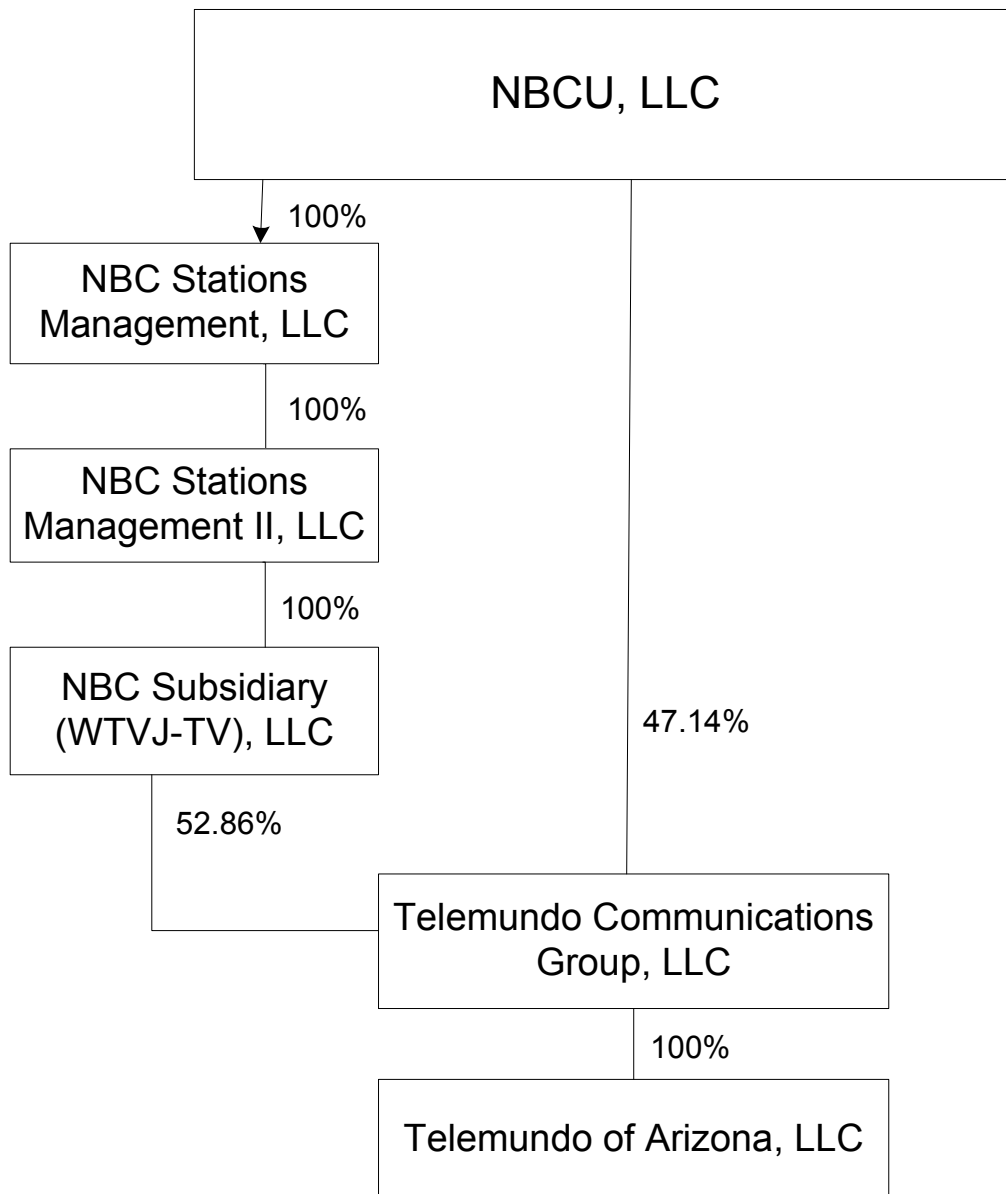 NBCU, LLC
100%
NBC Stations
Management, LLC
100%
NBC Stations
Management II, LLC
100%
NBC Subsidiary
(WTVJ-TV), LLC
47.14%
52.86%
Telemundo Communications
Group, LLC
100%
Telemundo of Arizona, LLC